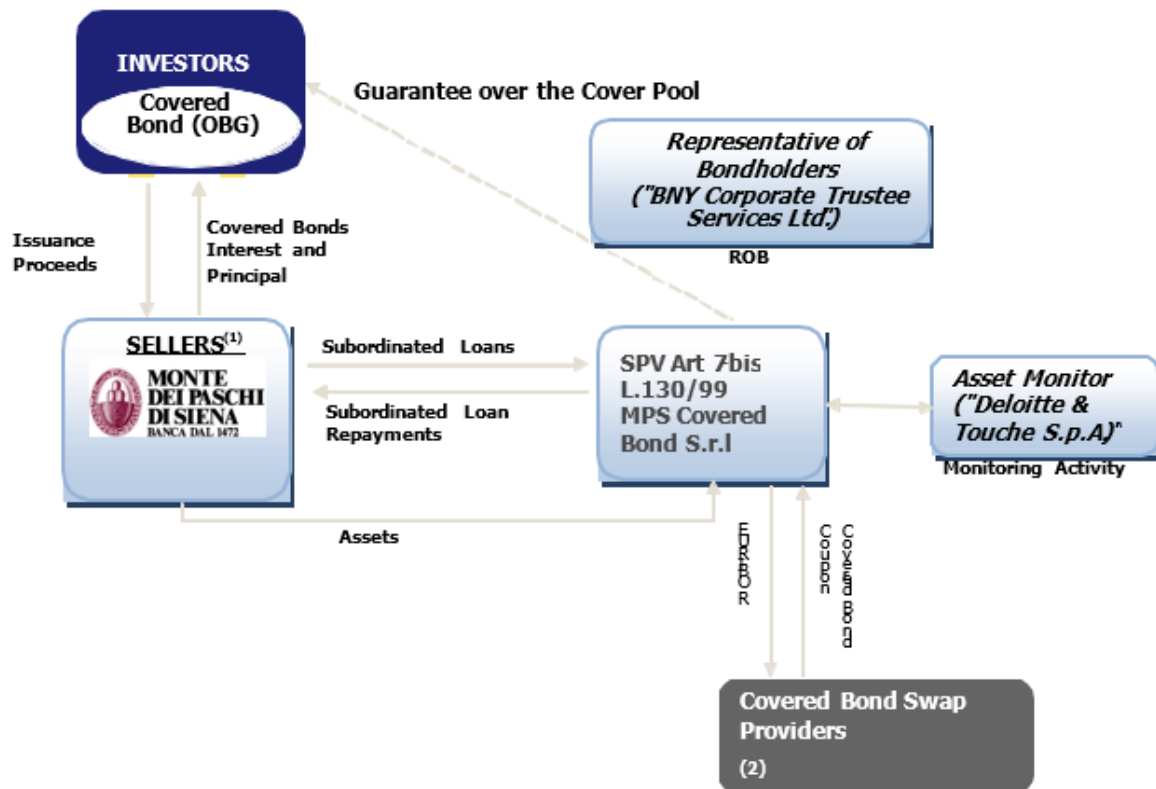 INVESTORS
Covered
Bond (OBG)
Guarantee over the Cover Pool
Representative of
Bondholders
("BNY Corporate Trustee
Services Ltd".)
ROB
Issuance
Proceeds
Covered Bonds
Interest and
Principal
SELLERS(1)
MONTE
DEI PASCHI
DI SIENA
BANCA DAL 1472
Subordinated Loans
Subordinated Loan
Repayments
SPV Art 7bis
L.130/99
MPS Covered
Bond S.r.l
Asset Monitor
("Deloitte &
Touche S.p.A)"
Monitoring Activity
Assets
EURIBOR
Covered Bond
Coupon
Covered Bond Swap
Providers
(2)